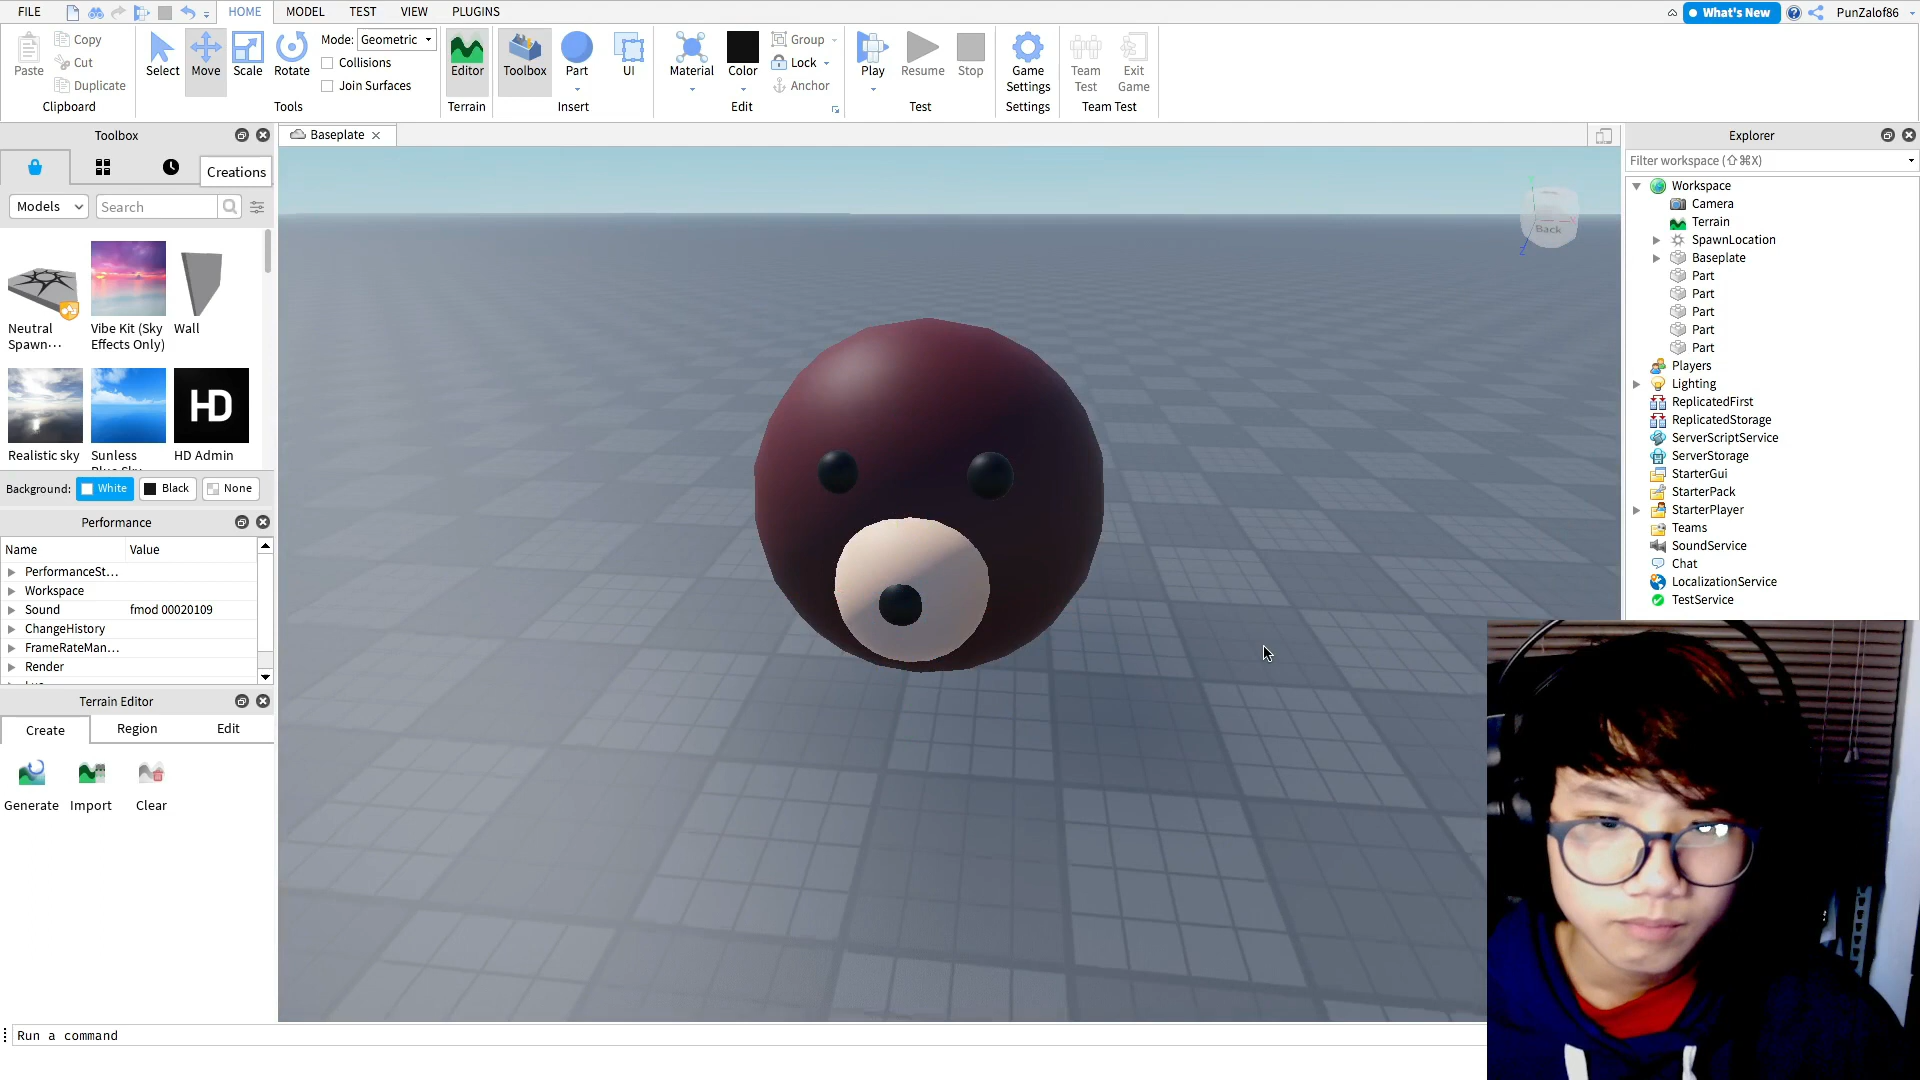 FILE HOME MODEL TEST VIEW PLUGINS What's New PunZalof86
Paste Copy Cut Duplicate Clipboard
Select Move Scale Rotate Mode: Geometric Collisions Join Surfaces Tools
Editor Terrain
Toolbox Part UI Insert
Material Color Group Lock Anchor Edit
Play Resume Stop Test
Game Settings Settings
Team Test Exit Game Team Test
Toolbox
Creations
Models Search
Neutral Spawn…
Vibe Kit (Sky Effects Only)
Wall
HD
Realistic sky
Sunless
HD Admin
Background: White Black None
Performance
Name Value
PerformanceSt...
Workspace
Sound fmod 00020109
ChangeHistory
FrameRateMan...
Render
Terrain Editor
Create Region Edit
Generate Import Clear
Baseplate
Back
Explorer
Filter workspace (⇧⌘X)
Workspace
Camera
Terrain
SpawnLocation
Baseplate
Part
Part
Part
Part
Part
Players
Lighting
ReplicatedFirst
ReplicatedStorage
ServerScriptService
ServerStorage
StarterGui
StarterPack
StarterPlayer
Teams
SoundService
Chat
LocalizationService
TestService
Run a command